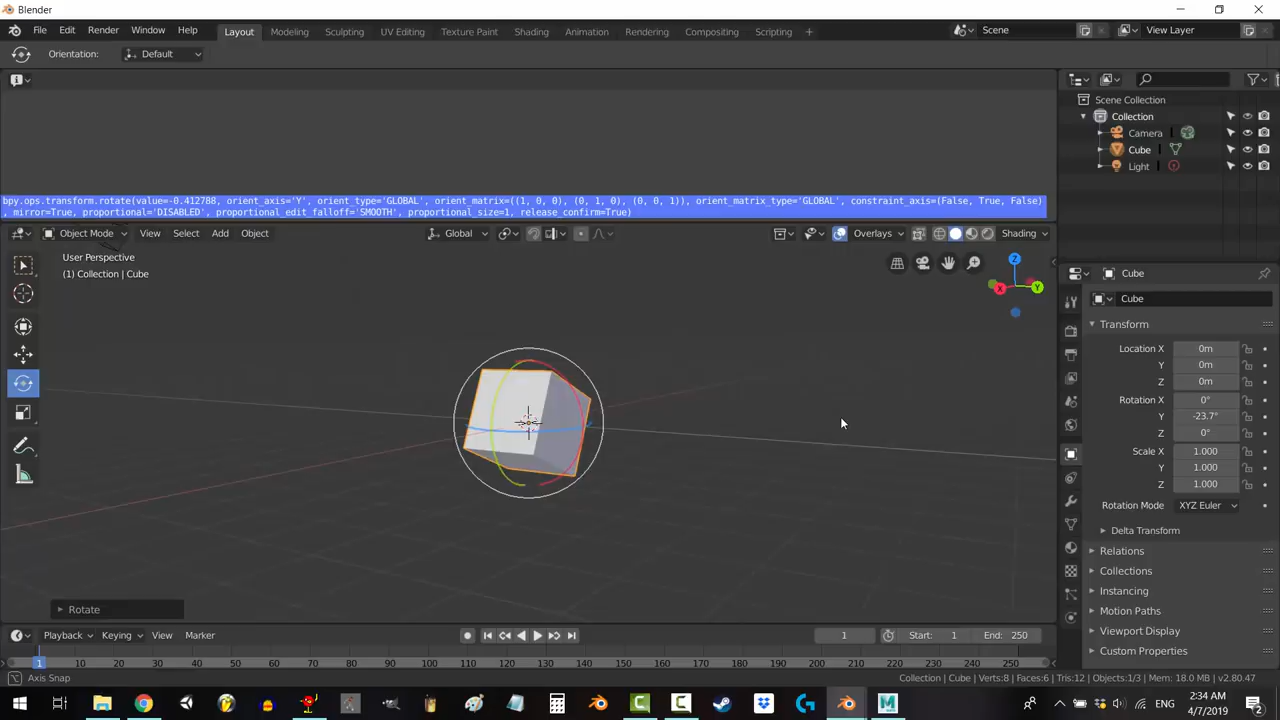 Blender
File Edit Render Window Help Layout Modeling Sculpting UV Editing Texture Paint Shading Animation Rendering Compositing Scripting + Scene View Layer
Orientation: Default
Scene Collection
Collection
Camera
Cube
Light
bpy.ops.transform.rotate(value=-0.412788, orient_axis='Y', orient_type='GLOBAL', orient_matrix=((1, 0, 0), (0, 1, 0), (0, 0, 1)), orient_matrix_type='GLOBAL', constraint_axis=(False, True, False)
, mirror=True, proportional='DISABLED', proportional_edit_falloff='SMOOTH', proportional_size=1, release_confirm=True)
Object Mode View Select Add Object Global Overlays Shading
User Perspective
(1) Collection | Cube
Z
X
Y
Cube
Cube
Transform
Location X 0m
Y 0m
Z 0m
Rotation X 0°
Y -23.7°
Z 0°
Scale X 1.000
Y 1.000
Z 1.000
Rotation Mode XYZ Euler
Delta Transform
Relations
Collections
Instancing
Motion Paths
Viewport Display
Custom Properties
Rotate
Playback Keying View Marker 1 Start: 1 End: 250
1 10 20 30 40 50 60 70 80 90 100 110 120 130 140 150 160 170 180 190 200 210 220 230 240 250
Axis Snap Collection | Cube | Verts:8 | Faces:6 | Tris:12 | Objects:1/3 | Mem: 18.0 MB | v2.80.47
ENG 2:34 AM
4/7/2019
2